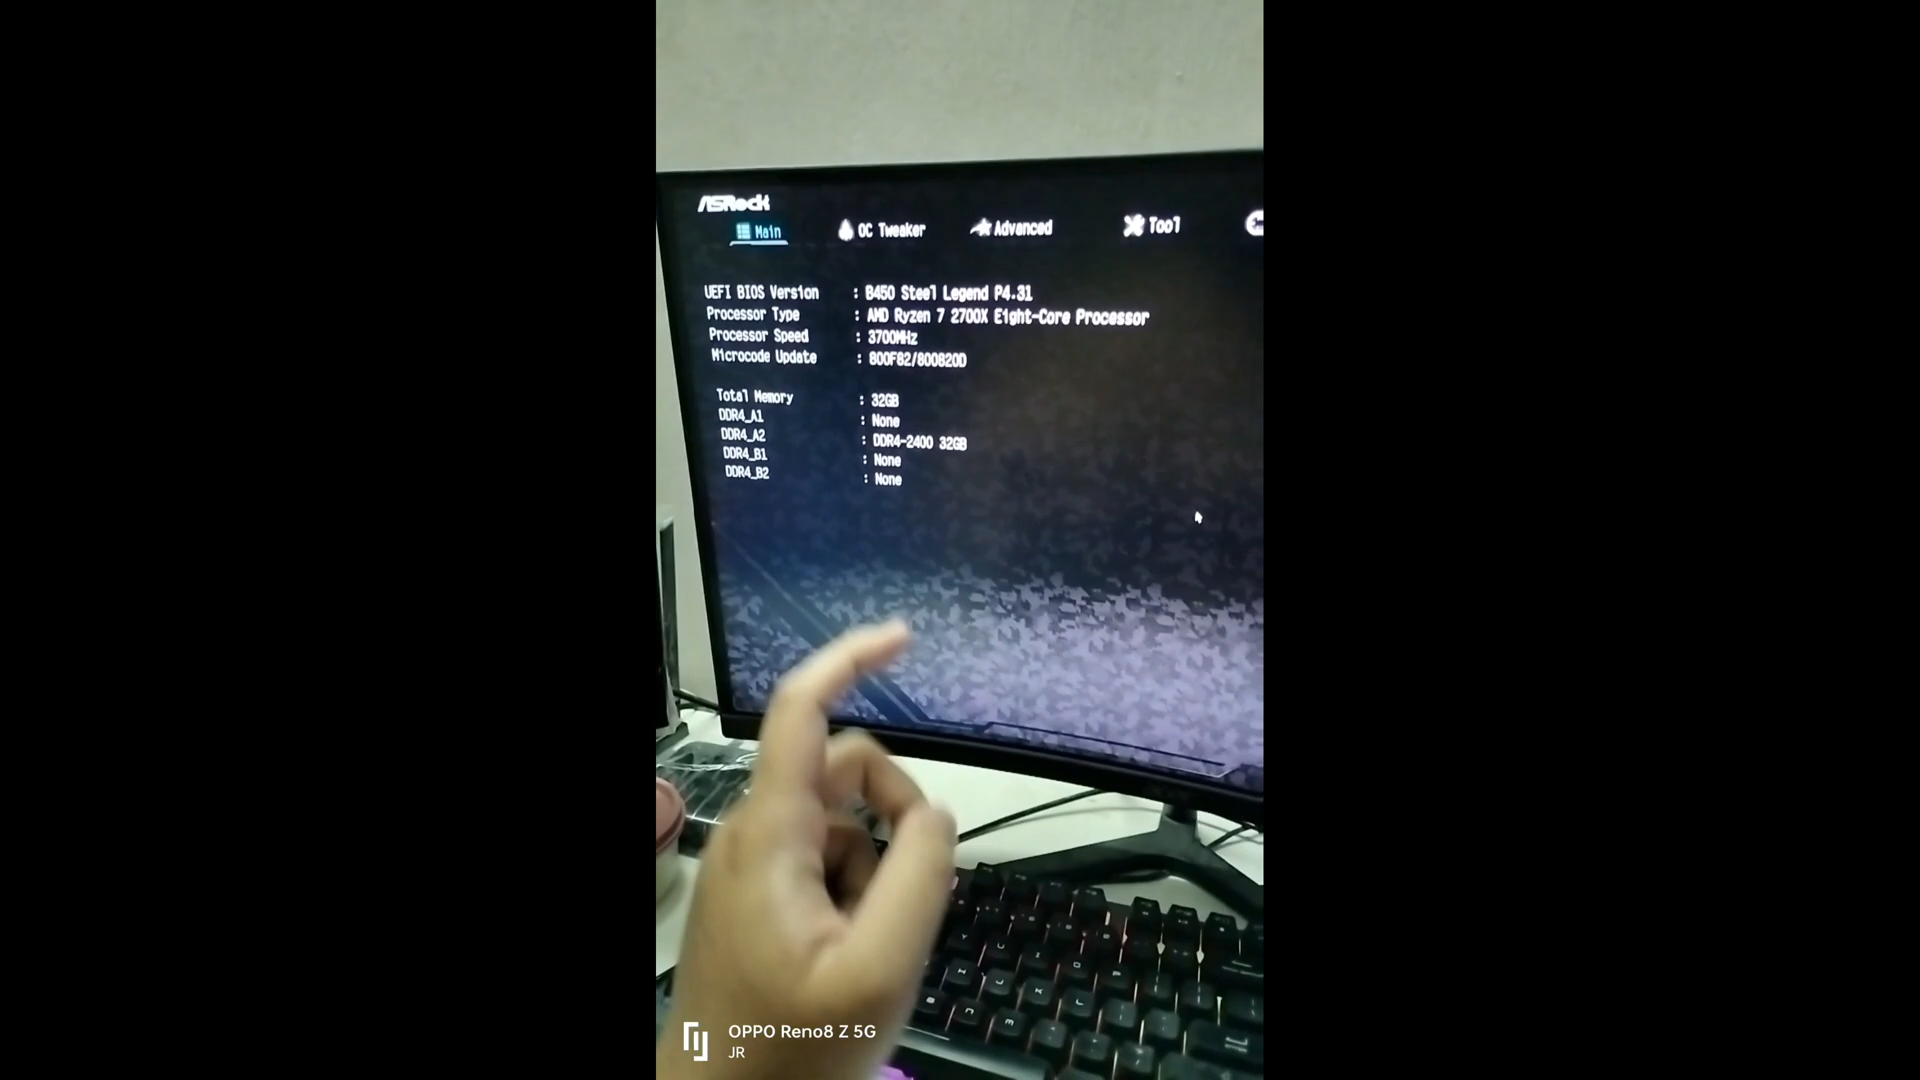 ASRock
Main OC Tweaker Advanced Tool
UEFI BIOS Version : B450 Steel Legend P4.31
Processor Type : AMD Ryzen 7 2700X Eight-Core Processor
Processor Speed : 3700MHz
Microcode Update : 800F82/800820D
Total Memory : 32GB
DDR4_A1 : None
DDR4_A2 : DDR4-2400 32GB
DDR4_B1 : None
DDR4_B2 : None
OPPO Reno8 Z 5G
JR